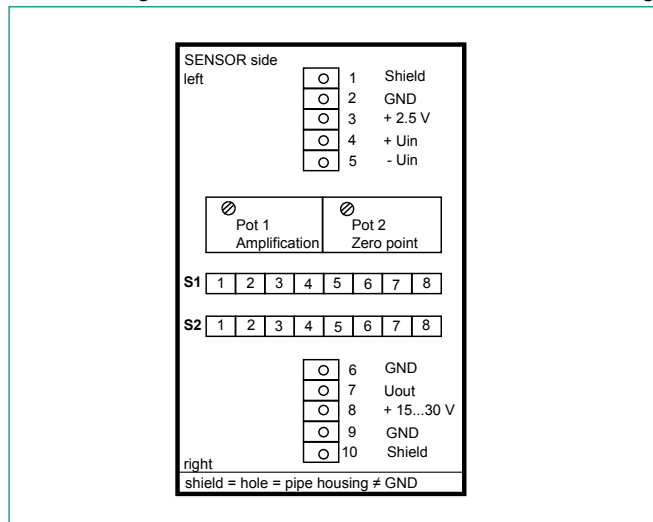 SENSOR side
left
1 Shield
2 GND
3 + 2.5 V
4 + Uin
5 - Uin
Pot 1 Pot 2
Amplification Zero point
S1 1 2 3 4 5 6 7 8
S2 1 2 3 4 5 6 7 8
6 GND
7 Uout
8 + 15...30 V
9 GND
10 Shield
right
shield = hole = pipe housing ≠ GND